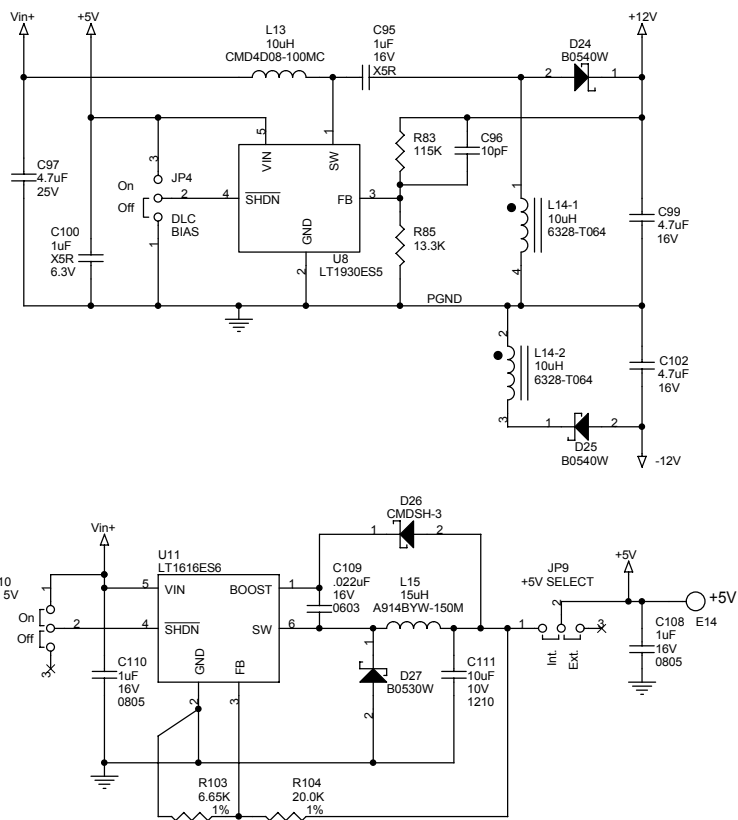 Vin+
+5V
+12V
L13
10uH
CMD4D08-100MC
C95
1uF
16V
X5R
D24
B0540W
2
1
C97
4.7uF
25V
C100
1uF
X5R
6.3V
3
On
2
Off
1
JP4
DLC
BIAS
5
1
VIN
SW
4
SHDN
FB
3
GND
2
U8
LT1930ES5
R83
115K
C96
10pF
R85
13.3K
1
L14-1
10uH
6328-T064
4
C99
4.7uF
16V
PGND
2
L14-2
10uH
6328-T064
3
C102
4.7uF
16V
1
2
D25
B0540W
-12V
Vin+
U11
LT1616ES6
10
5V
1
On
2
Off
3
5
VIN
BOOST
1
4
SHDN
SW
6
GND
FB
2
3
C110
1uF
16V
0805
D26
CMDSH-3
1
2
C109
.022uF
16V
0603
L15
15uH
A914BYW-150M
1
D27
B0530W
2
C111
10uF
10V
1210
JP9
+5V SELECT
1
2
3
Int.
Ext.
+5V
+5V
E14
C108
1uF
16V
0805
R103
6.65K
1%
R104
20.0K
1%